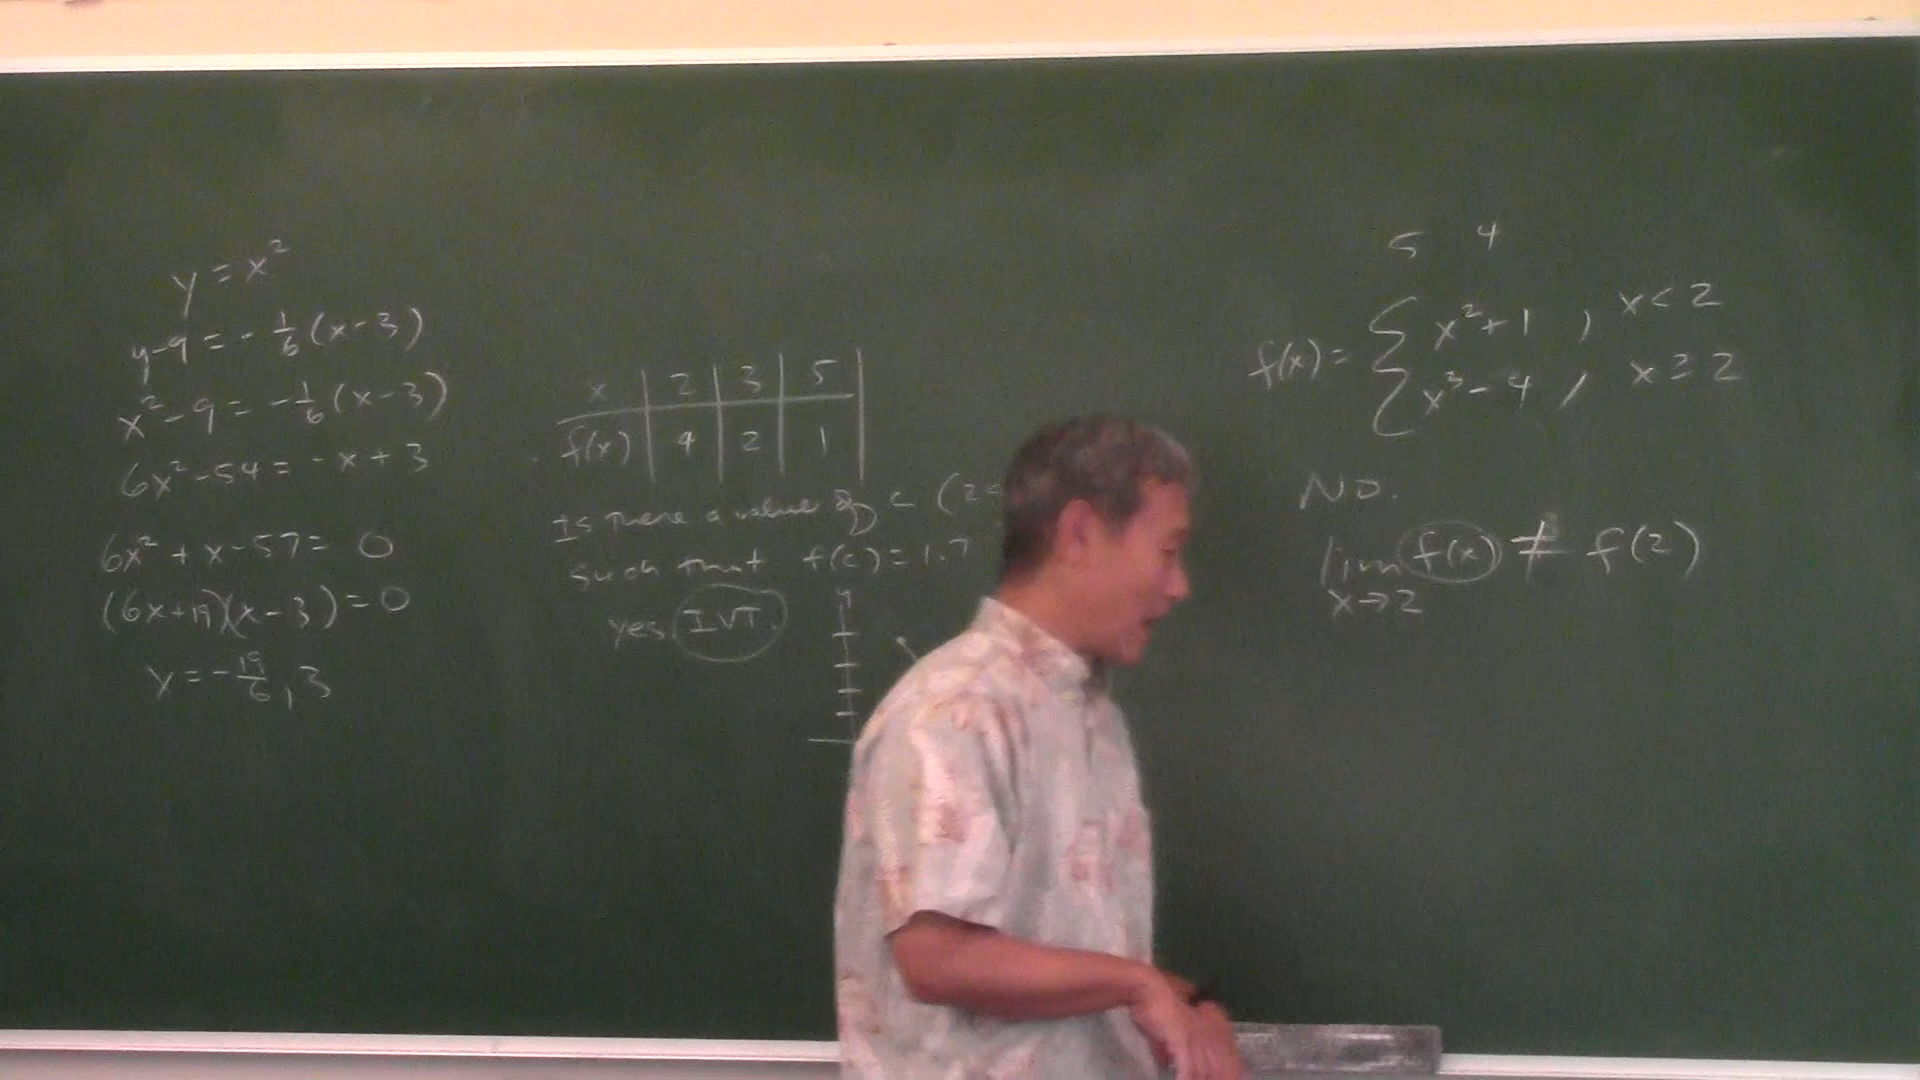 y = x²
y-9 = -1/6 (x-3)
x²-9 = -1/6 (x-3)
6x²-54 = -x+3
6x²+x-57 = 0
(6x+19)(x-3) = 0
x = -19/6, 3
x | 2 | 3 | 5 |
f(x) | 4 | 2 | 1 |
Is there a value of c (2<
such that f(c) = 1.7
yes. IVT.
5 4
f(x) = { x²+1 , x<2
x³-4 , x≥2
NO.
lim f(x) ≠ f(2)
x→2